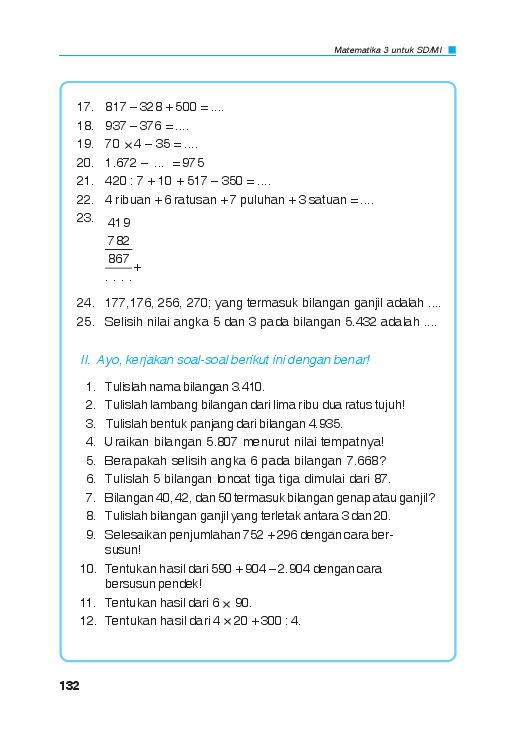 Matematika 3 untuk SD/MI
17. 817 – 328 + 500 = ....
18. 937 – 376 = ....
19. 70 × 4 – 35 = ....
20. 1.672 – ... = 975
21. 420 : 7 + 10 + 517 – 350 = ....
22. 4 ribuan + 6 ratusan + 7 puluhan + 3 satuan = ....
23. 419
782
867
+
. . . .
24. 177,176, 256, 270; yang termasuk bilangan ganjil adalah ....
25. Selisih nilai angka 5 dan 3 pada bilangan 5.432 adalah ....
II. Ayo, kerjakan soal-soal berikut ini dengan benar!
1. Tulislah nama bilangan 3.410.
2. Tulislah lambang bilangan dari lima ribu dua ratus tujuh!
3. Tulislah bentuk panjang dari bilangan 4.935.
4. Uraikan bilangan 5.807 menurut nilai tempatnya!
5. Berapakah selisih angka 6 pada bilangan 7.668?
6. Tulislah 5 bilangan loncat tiga tiga dimulai dari 87.
7. Bilangan 40, 42, dan 50 termasuk bilangan genap atau ganjil?
8. Tulislah bilangan ganjil yang terletak antara 3 dan 20.
9. Selesaikan penjumlahan 752 + 296 dengan cara ber-
susun!
10. Tentukan hasil dari 590 + 904 – 2.904 dengan cara
bersusun pendek!
11. Tentukan hasil dari 6 × 90.
12. Tentukan hasil dari 4 × 20 + 300 : 4.
132